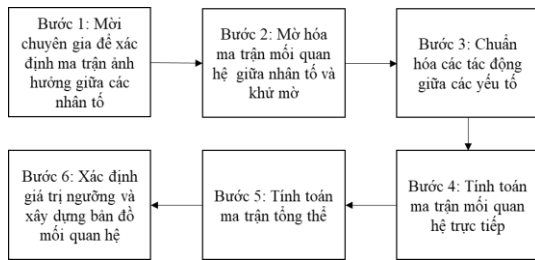 Bước 1: Mời
chuyên gia để xác
định ma trận ảnh
hưởng giữa các
nhân tố
Bước 2: Mờ hóa
ma trận mối quan
hệ giữa nhân tố và
khử mờ
Bước 3: Chuẩn
hóa các tác động
giữa các yếu tố
Bước 4: Tính toán
ma trận mối quan
hệ trực tiếp
Bước 5: Tính toán
ma trận tổng thể
Bước 6: Xác định
giá trị ngưỡng và
xây dựng bản đồ
mối quan hệ